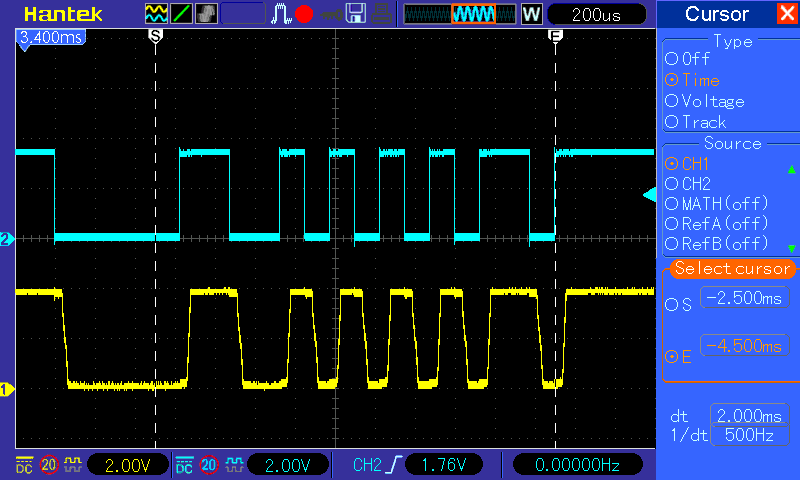 Hantek W 200us Cursor
3.400ms S E
Type
Off
Time
Voltage
Track
Source
CH1
CH2
MATH(off)
RefA(off)
RefB(off)
Select cursor
S -2.500ms
E -4.500ms
dt 2.000ms
1/dt 500Hz
2
1
DC 20 2.00V DC 20 2.00V CH2 1.76V 0.00000Hz